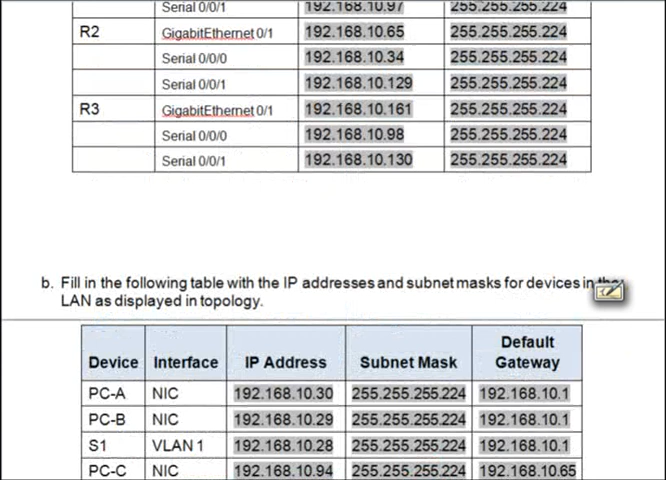 Serial 0/0/1 192.168.10.97 255.255.255.224
R2 GigabitEthernet 0/1 192.168.10.65 255.255.255.224
Serial 0/0/0 192.168.10.34 255.255.255.224
Serial 0/0/1 192.168.10.129 255.255.255.224
R3 GigabitEthernet 0/1 192.168.10.161 255.255.255.224
Serial 0/0/0 192.168.10.98 255.255.255.224
Serial 0/0/1 192.168.10.130 255.255.255.224
b. Fill in the following table with the IP addresses and subnet masks for devices in the
LAN as displayed in topology.
Device Interface IP Address Subnet Mask Default Gateway
PC-A NIC 192.168.10.30 255.255.255.224 192.168.10.1
PC-B NIC 192.168.10.29 255.255.255.224 192.168.10.1
S1 VLAN 1 192.168.10.28 255.255.255.224 192.168.10.1
PC-C NIC 192.168.10.94 255.255.255.224 192.168.10.65